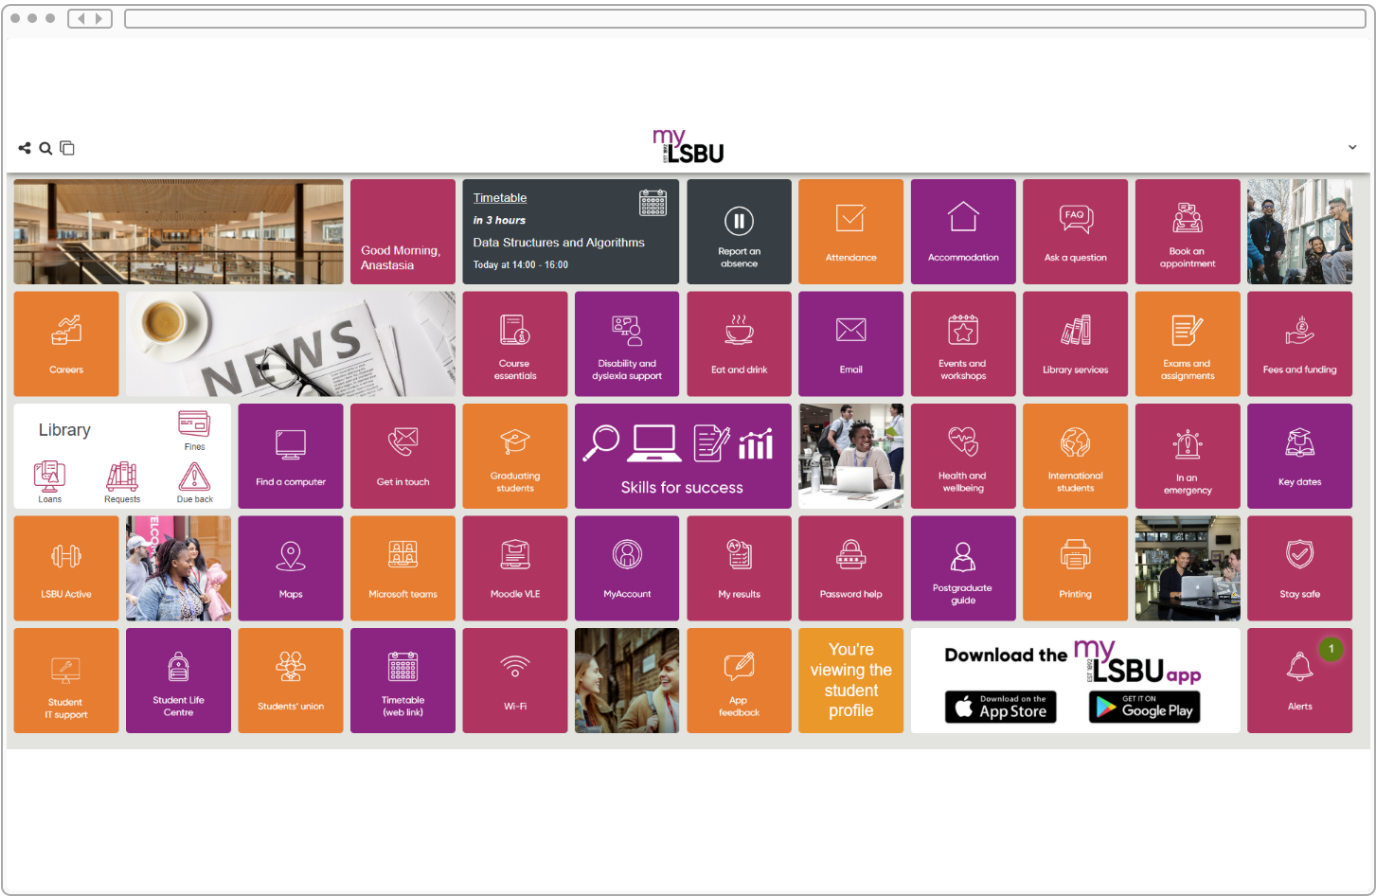 my
EST 1892
LSBU
Good Morning,
Anastasia
Timetable
in 3 hours
Data Structures and Algorithms
Today at 14:00 - 16:00
Report an
absence
Attendance
Accommodation
FAQ
Ask a question
Book an
appointment
Careers
NEWS
Course
essentials
Disability and
dyslexia support
Eat and drink
Email
Events and
workshops
Library services
Exams and
assignments
Fees and funding
Library
Fines
Loans
Requests
Due back
Find a computer
Get in touch
Graduating
students
Skills for success
Health and
wellbeing
International
students
In an
emergency
Key dates
LSBU Active
Maps
Microsoft teams
Moodle VLE
MyAccount
A+
My results
Password help
Postgraduate
guide
Printing
Stay safe
Student
IT support
Student Life
Centre
Students' union
Timetable
(web link)
Wi-Fi
App
feedback
You're
viewing the
student
profile
Download the my
EST 1892
LSBU app
Download on the
App Store
GET IT ON
Google Play
1
Alerts